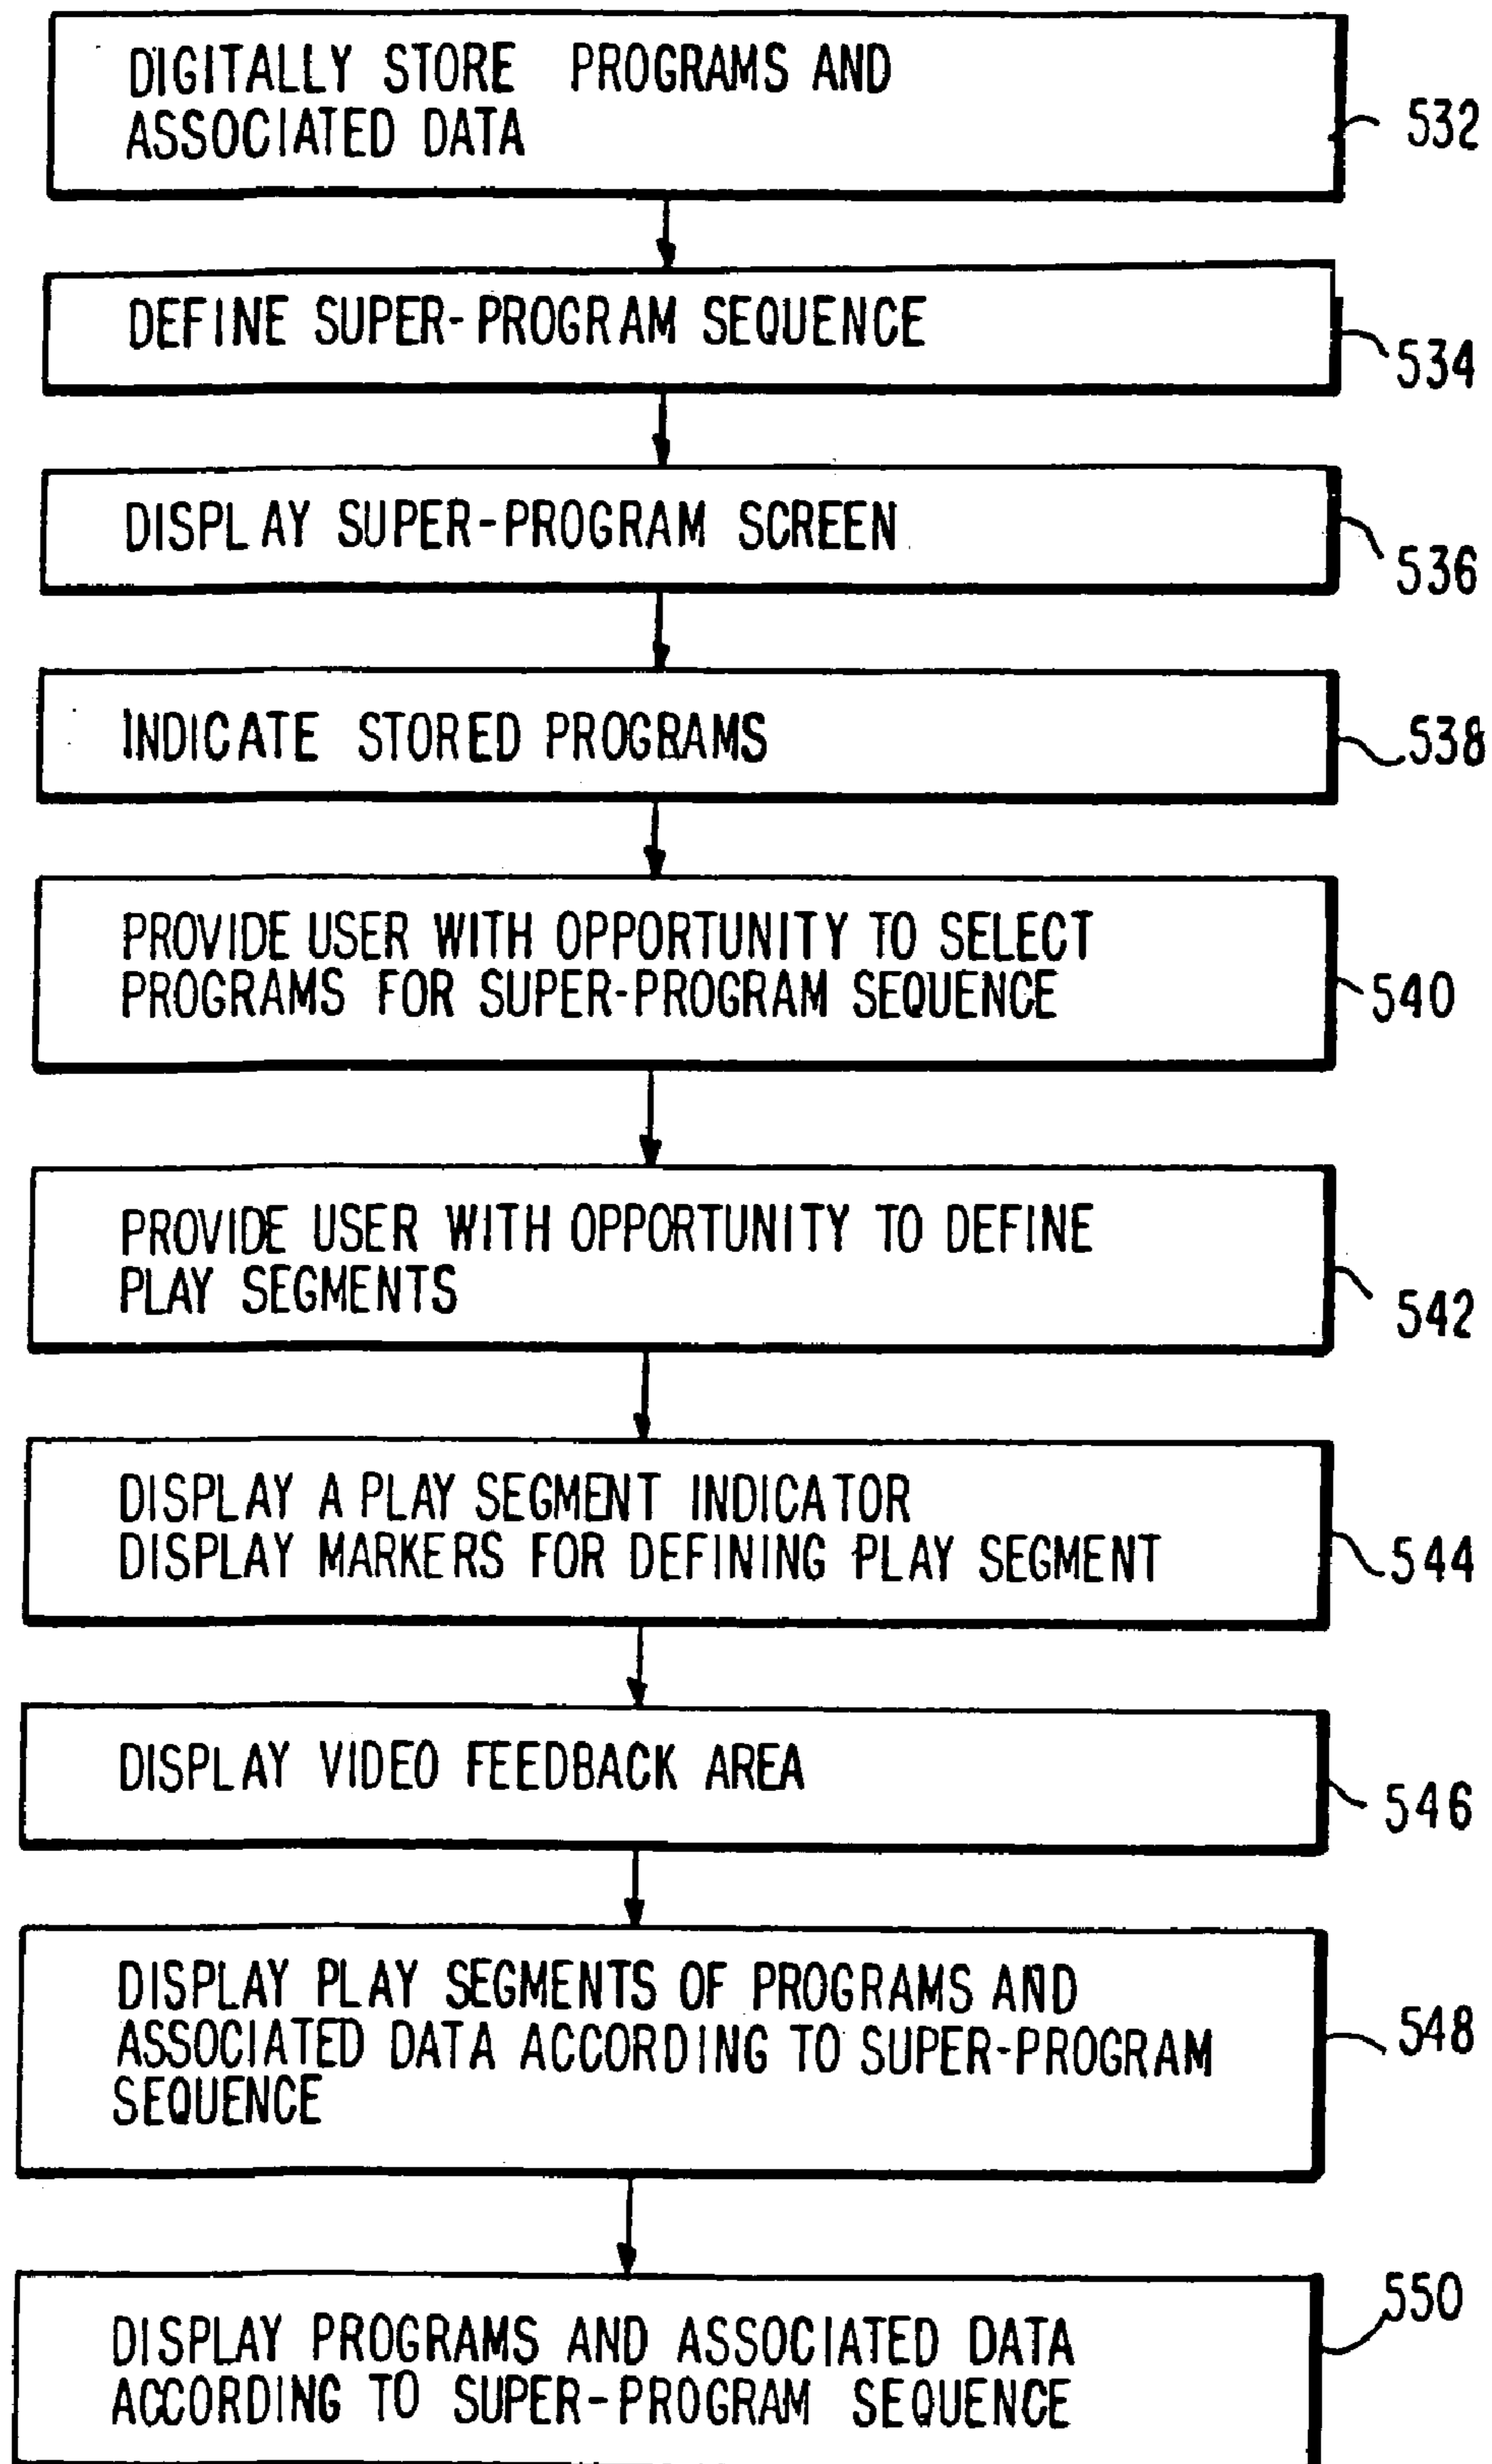 DIGITALLY STORE PROGRAMS AND
ASSOCIATED DATA
532
DEFINE SUPER-PROGRAM SEQUENCE
534
DISPLAY SUPER-PROGRAM SCREEN
536
INDICATE STORED PROGRAMS
538
PROVIDE USER WITH OPPORTUNITY TO SELECT
PROGRAMS FOR SUPER-PROGRAM SEQUENCE
540
PROVIDE USER WITH OPPORTUNITY TO DEFINE
PLAY SEGMENTS
542
DISPLAY A PLAY SEGMENT INDICATOR
DISPLAY MARKERS FOR DEFINING PLAY SEGMENT
544
DISPLAY VIDEO FEEDBACK AREA
546
DISPLAY PLAY SEGMENTS OF PROGRAMS AND
ASSOCIATED DATA ACCORDING TO SUPER-PROGRAM
SEQUENCE
548
DISPLAY PROGRAMS AND ASSOCIATED DATA
ACCORDING TO SUPER-PROGRAM SEQUENCE
550